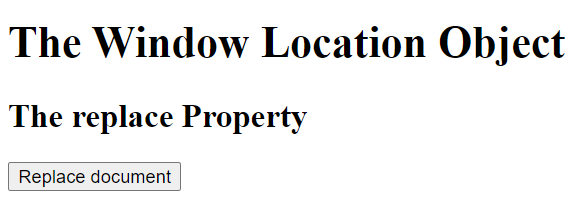 The Window Location Object
The replace Property
Replace document